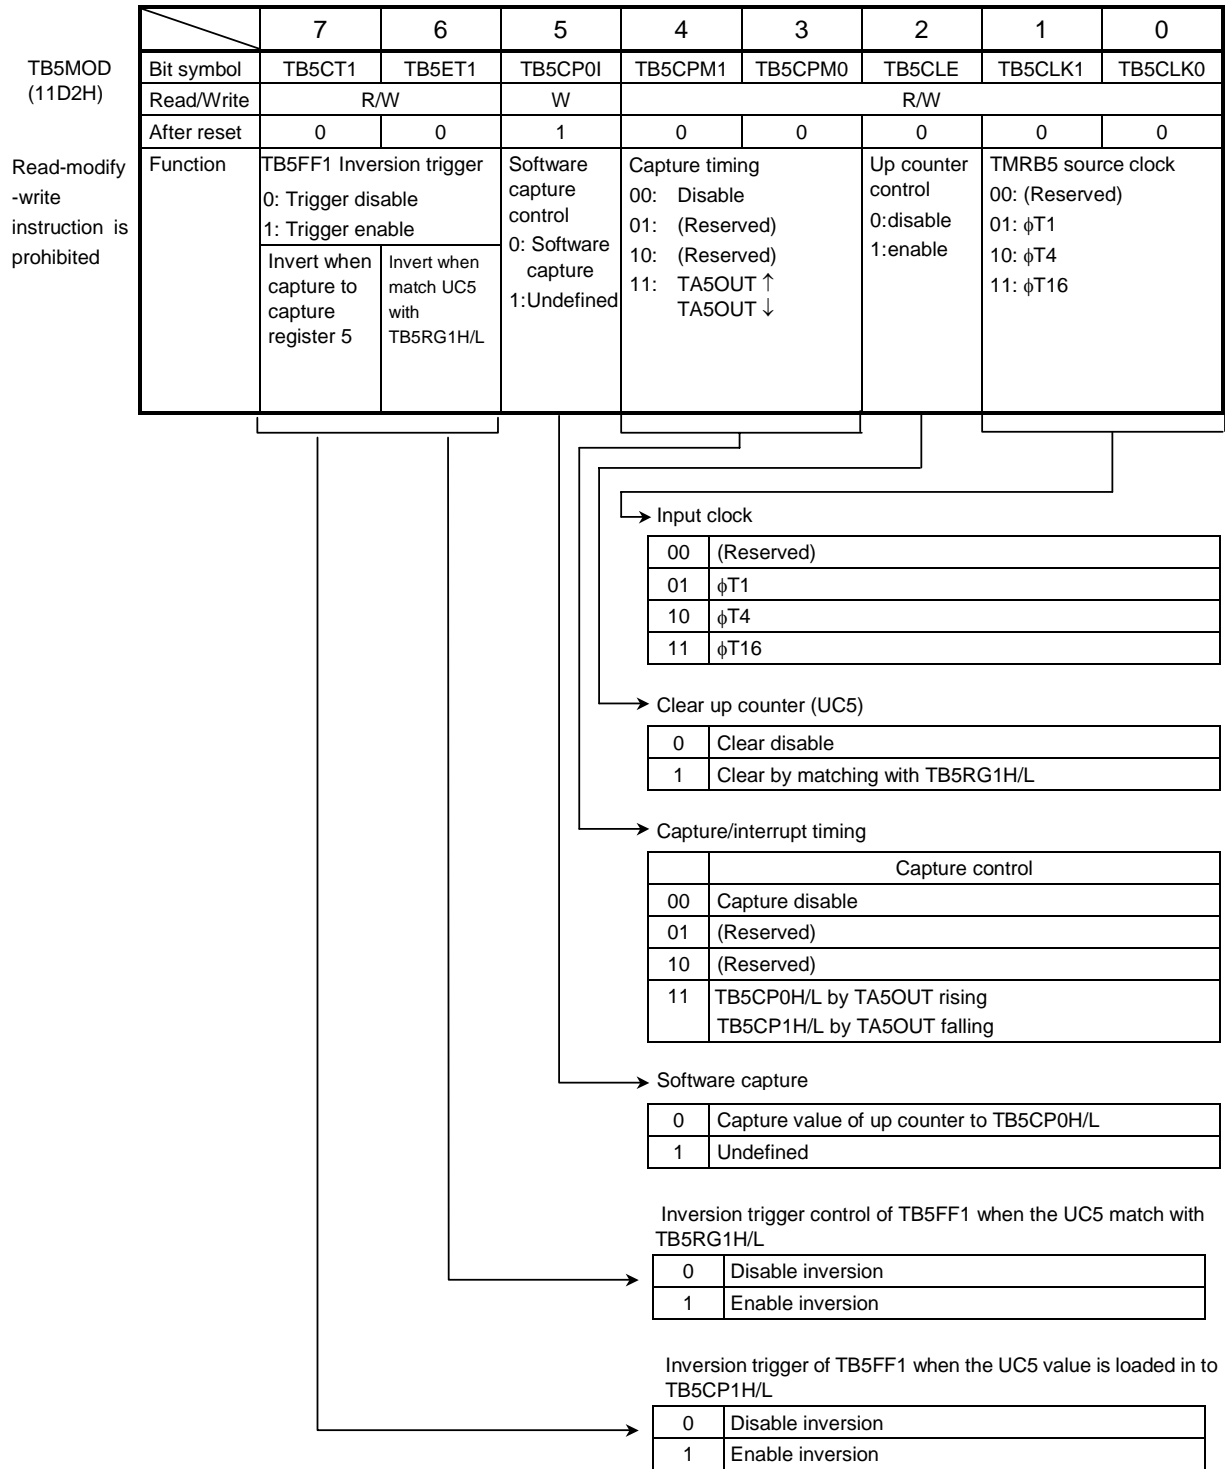 7 6 5 4 3 2 1 0
TB5MOD
(11D2H)
Bit symbol TB5CT1 TB5ET1 TB5CP0I TB5CPM1 TB5CPM0 TB5CLE TB5CLK1 TB5CLK0
Read/Write R/W W R/W
After reset 0 0 1 0 0 0 0 0
Read-modify
-write
instruction is
prohibited
Function
TB5FF1 Inversion trigger
0: Trigger disable
1: Trigger enable
Invert when
capture to
capture
register 5
Invert when
match UC5
with
TB5RG1H/L
Software
capture
control
0: Software
capture
1:Undefined
Capture timing
00: Disable
01: (Reserved)
10: (Reserved)
11: TA5OUT ↑
TA5OUT ↓
Up counter
control
0:disable
1:enable
TMRB5 source clock
00: (Reserved)
01: ϕT1
10: ϕT4
11: ϕT16
Input clock
00 (Reserved)
01 ϕT1
10 ϕT4
11 ϕT16
Clear up counter (UC5)
0 Clear disable
1 Clear by matching with TB5RG1H/L
Capture/interrupt timing
Capture control
00 Capture disable
01 (Reserved)
10 (Reserved)
11 TB5CP0H/L by TA5OUT rising
TB5CP1H/L by TA5OUT falling
Software capture
0 Capture value of up counter to TB5CP0H/L
1 Undefined
Inversion trigger control of TB5FF1 when the UC5 match with
TB5RG1H/L
0 Disable inversion
1 Enable inversion
Inversion trigger of TB5FF1 when the UC5 value is loaded in to
TB5CP1H/L
0 Disable inversion
1 Enable inversion